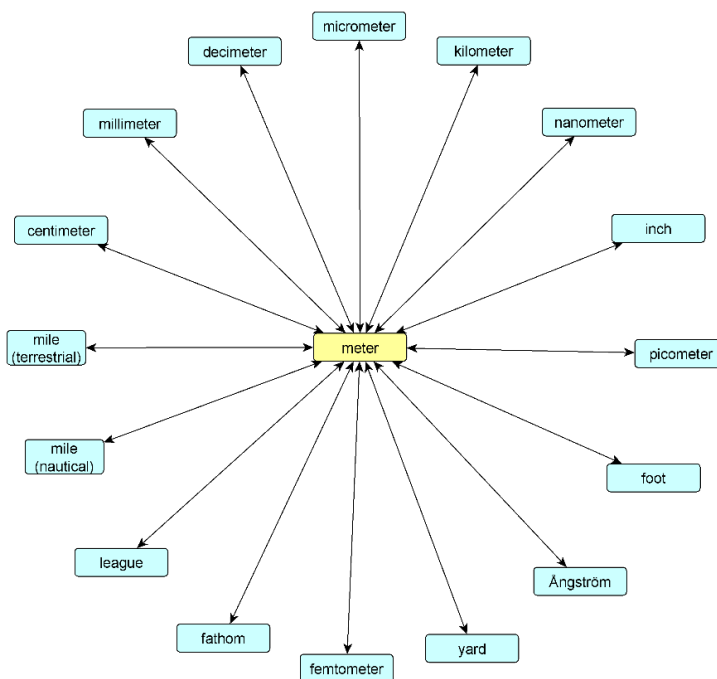 micrometer
decimeter
kilometer
millimeter
nanometer
centimeter
inch
mile
(terrestrial)
meter
picometer
mile
(nautical)
foot
league
Ångström
fathom
yard
femtometer